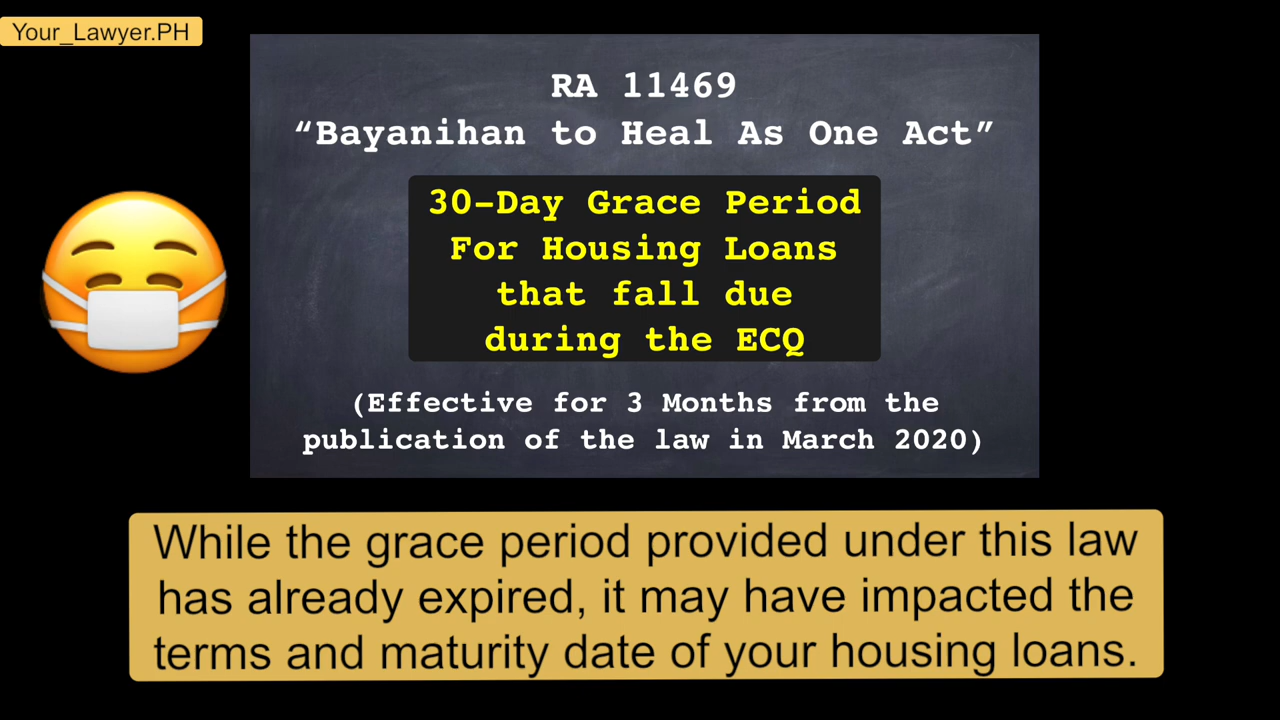 Your_Lawyer.PH
RA 11469
“Bayanihan to Heal As One Act”
30-Day Grace Period
For Housing Loans
that fall due
during the ECQ
(Effective for 3 Months from the
publication of the law in March 2020)
While the grace period provided under this law
has already expired, it may have impacted the
terms and maturity date of your housing loans.